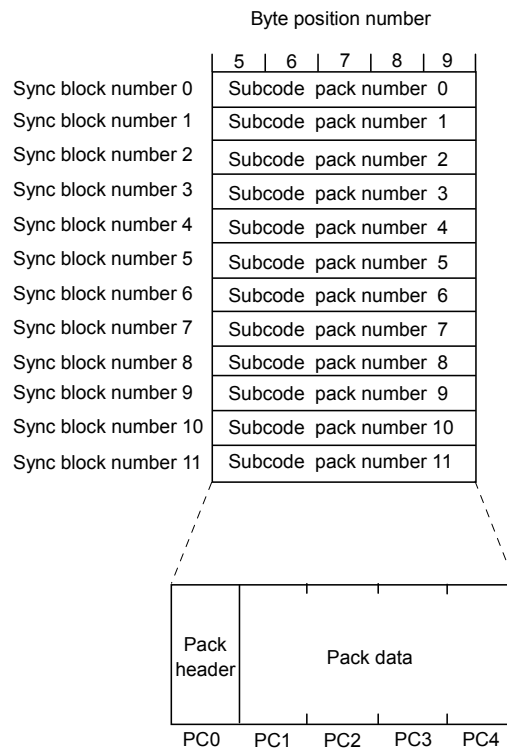 Byte position number
5 6 7 8 9
Sync block number 0 Subcode pack number 0
Sync block number 1 Subcode pack number 1
Sync block number 2 Subcode pack number 2
Sync block number 3 Subcode pack number 3
Sync block number 4 Subcode pack number 4
Sync block number 5 Subcode pack number 5
Sync block number 6 Subcode pack number 6
Sync block number 7 Subcode pack number 7
Sync block number 8 Subcode pack number 8
Sync block number 9 Subcode pack number 9
Sync block number 10 Subcode pack number 10
Sync block number 11 Subcode pack number 11
Pack
header
Pack data
PC0 PC1 PC2 PC3 PC4